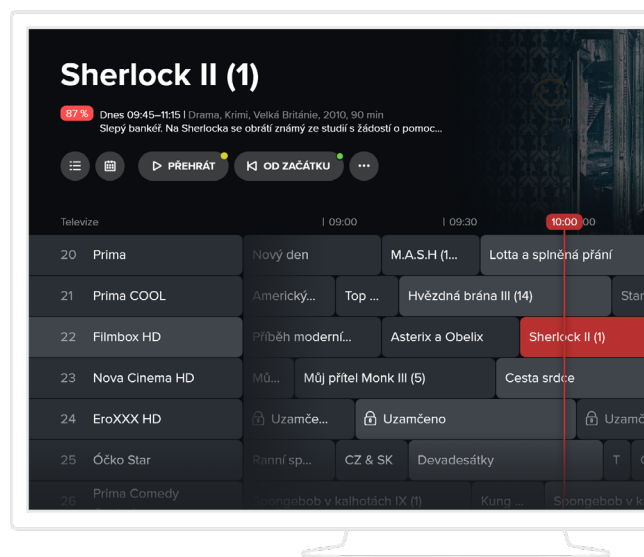 Sherlock II (1)
87 % Dnes 09:45–11:15 | Drama, Krimi, Velká Británie, 2010, 90 min
Slepý bankéř. Na Sherlocka se obrátí známý ze studií s žádostí o pomoc...
PŘEHRÁT OD ZAČÁTKU
Televize | 09:00 | 09:30 10:00 00
20 Prima Nový den M.A.S.H (1... Lotta a splněná přání
21 Prima COOL Americký... Top ... Hvězdná brána III (14) Star
22 Filmbox HD Příběh moderní... Asterix a Obelix Sherlock II (1)
23 Nova Cinema HD Mů... Můj přítel Monk III (5) Cesta srdce
24 EroXXX HD Uzamče... Uzamčeno Uzamč
25 Óčko Star Ranní sp... CZ & SK Devadesátky T
26 Prima Comedy Spongebob v kalhotách IX (1) Kung ... Spongebob v k